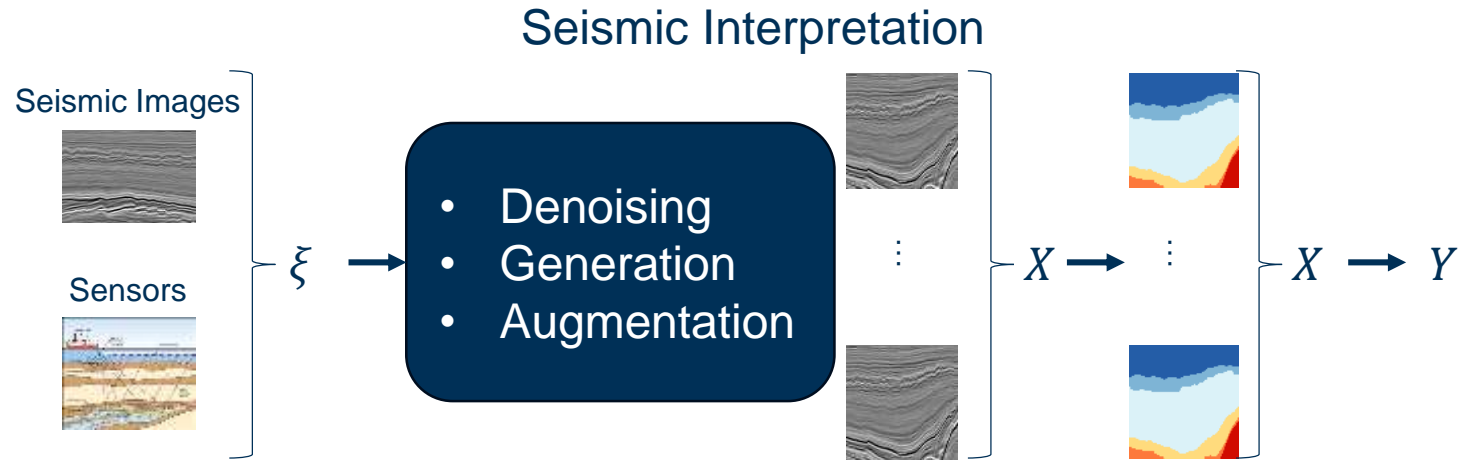 Seismic Interpretation
Seismic Images
Sensors
ξ
• Denoising
• Generation
• Augmentation
⋮
X
⋮
X
Y